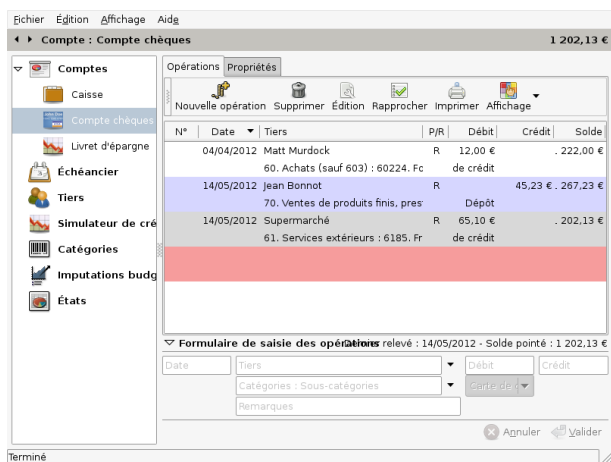 Fichier Édition Affichage Aide
Compte : Compte chèques 1 202,13 €
Comptes
Caisse
Compte chèques
Livret d'épargne
Échéancier
Tiers
Simulateur de cré
Catégories
Imputations budg
États
Opérations Propriétés
Nouvelle opération Supprimer Édition Rapprocher Imprimer Affichage
N° Date Tiers P/R Débit Crédit Solde
04/04/2012 Matt Murdock R 12,00 € . 222,00 €
60. Achats (sauf 603) : 60224. Fc de crédit
14/05/2012 Jean Bonnot R 45,23 € . 267,23 €
70. Ventes de produits finis, pres Dépôt
14/05/2012 Supermarché R 65,10 € . 202,13 €
61. Services extérieurs : 6185. Fr de crédit
Formulaire de saisie des opérations Dernier relevé : 14/05/2012 - Solde pointé : 1 202,13 €
Date Tiers Débit Crédit
Catégories : Sous-catégories Carte de
Remarques
Annuler Valider
Terminé